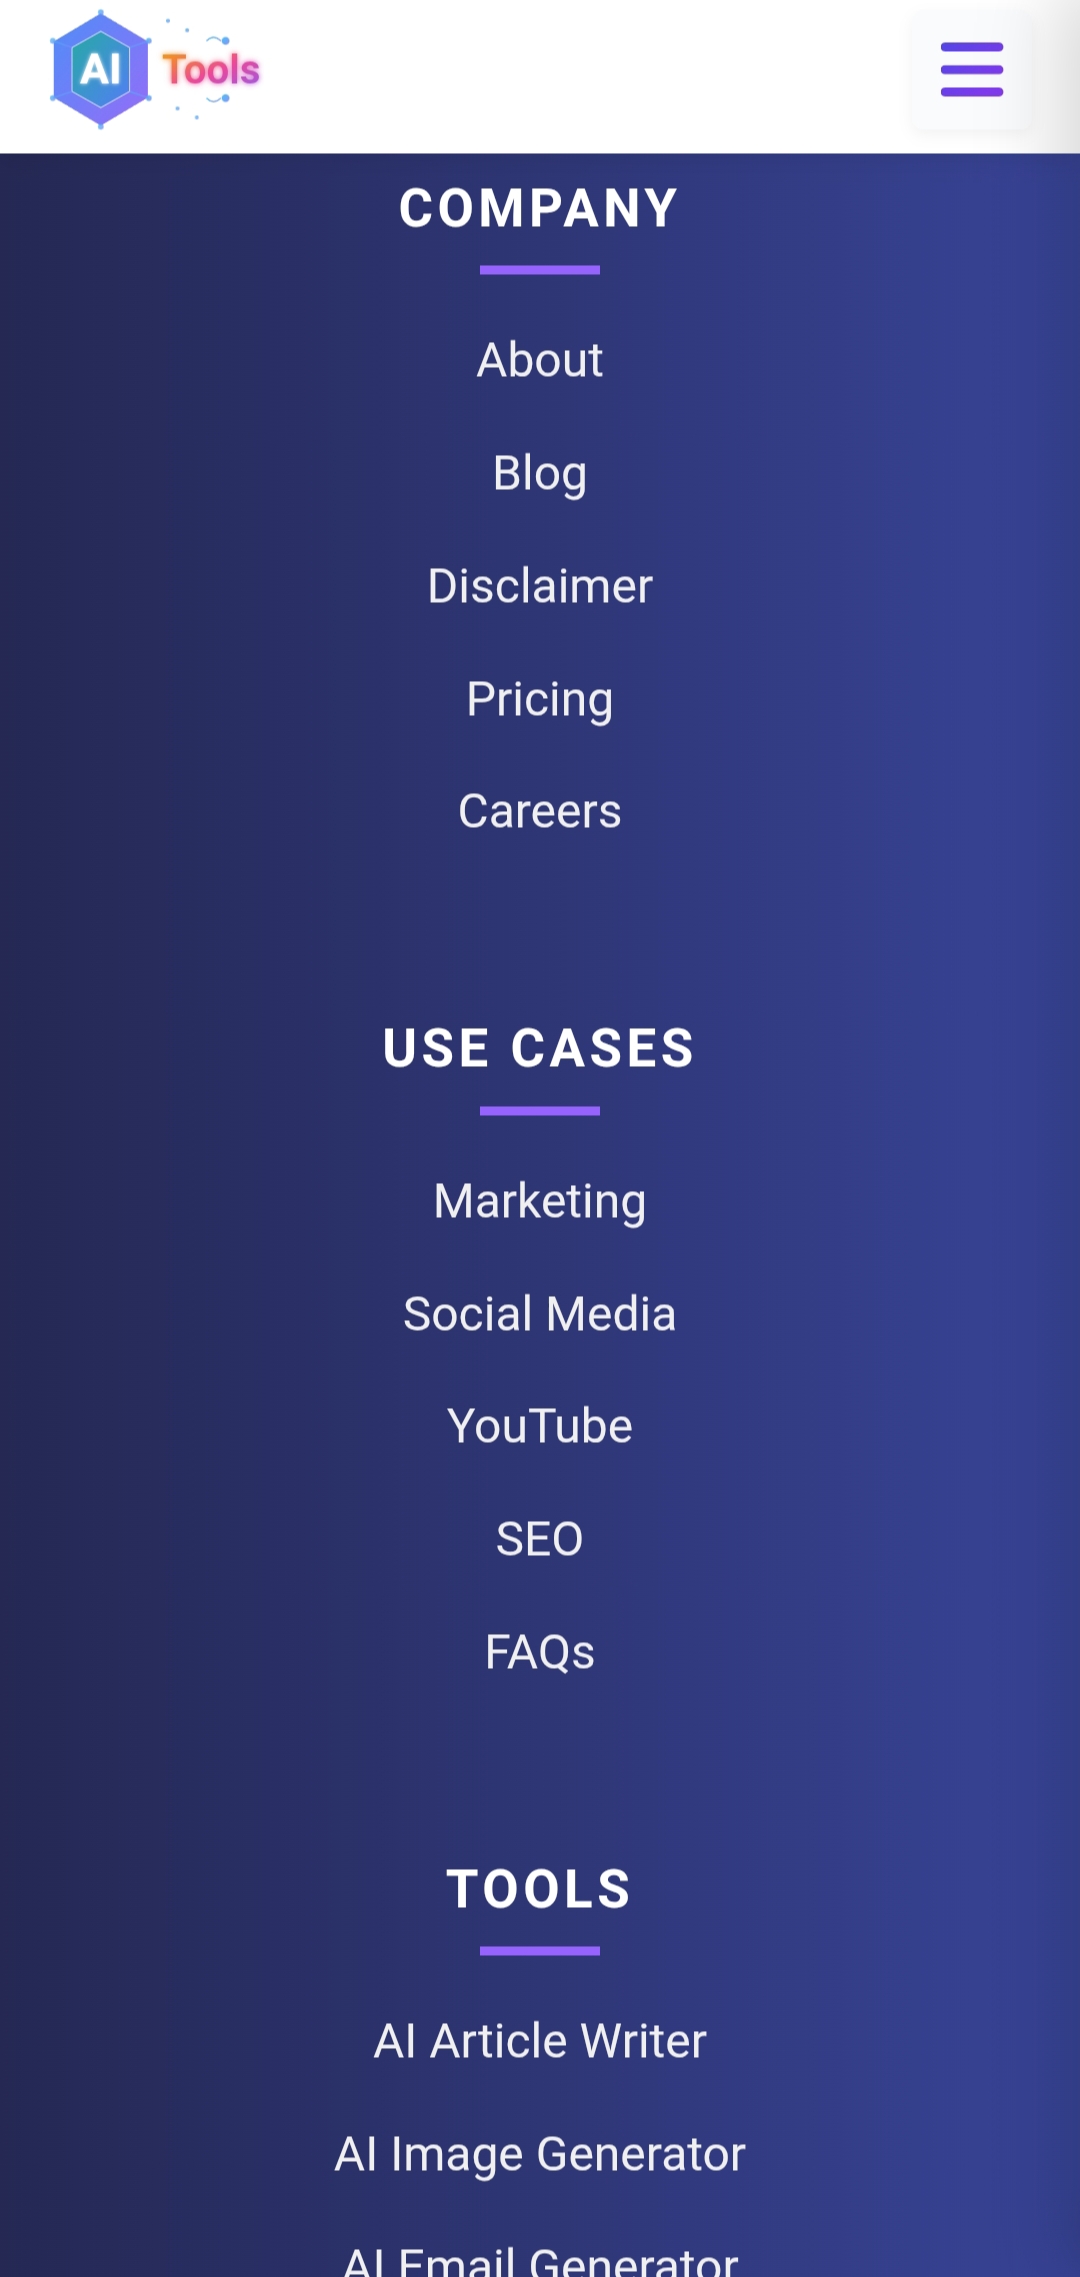 AI Tools
COMPANY
About
Blog
Disclaimer
Pricing
Careers
USE CASES
Marketing
Social Media
YouTube
SEO
FAQs
TOOLS
AI Article Writer
AI Image Generator
AI Email Generator